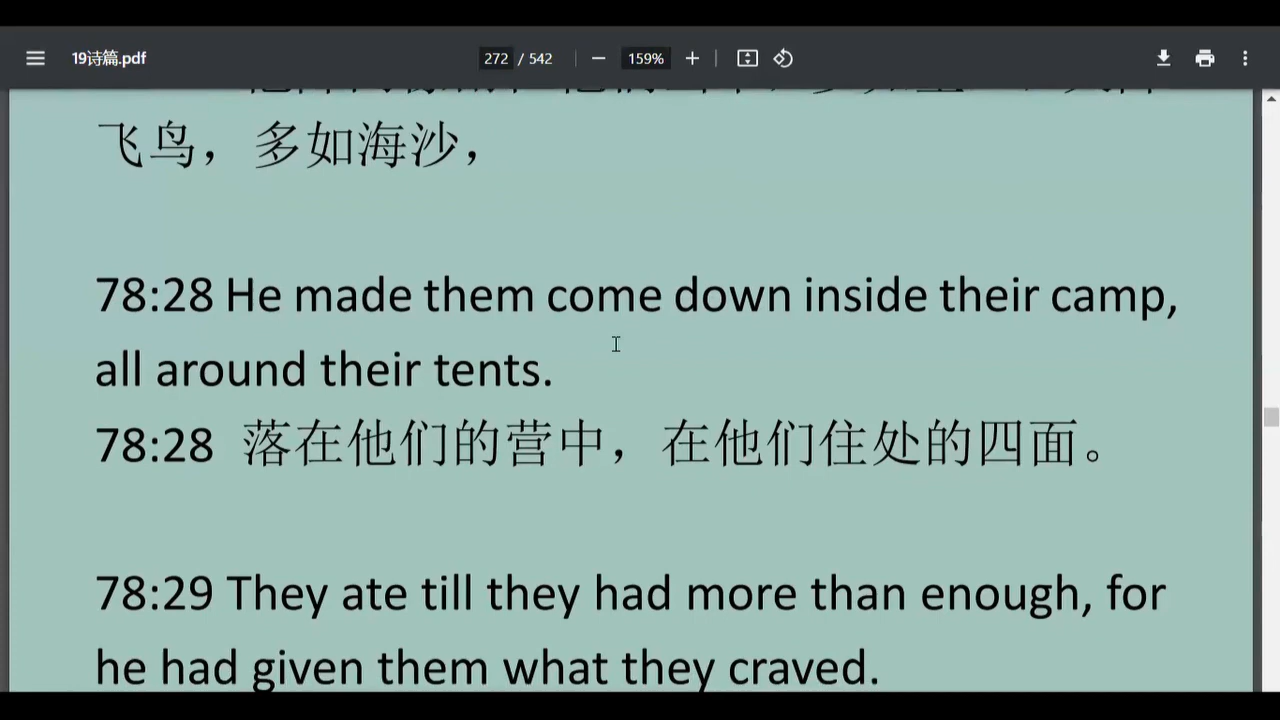 19诗篇.pdf
272 / 542
159%
飞鸟，多如海沙，
78:28 He made them come down inside their camp,
all around their tents.
78:28 落在他们的营中，在他们住处的四面。
78:29 They ate till they had more than enough, for
he had given them what they craved.